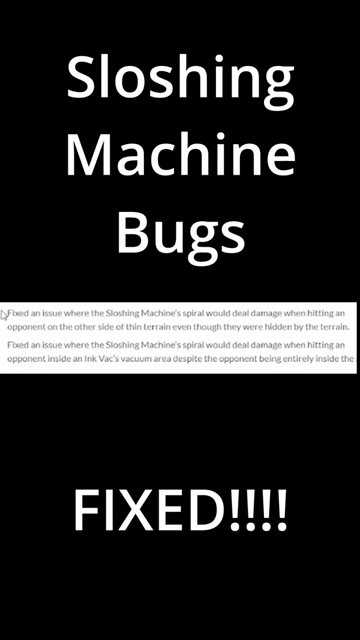 Sloshing
Machine
Bugs
Fixed an issue where the Sloshing Machine's spiral would deal damage when hitting an
opponent on the other side of thin terrain even though they were hidden by the terrain.
Fixed an issue where the Sloshing Machine's spiral would deal damage when hitting an
opponent inside an Ink Vac's vacuum area despite the opponent being entirely inside the
FIXED!!!!